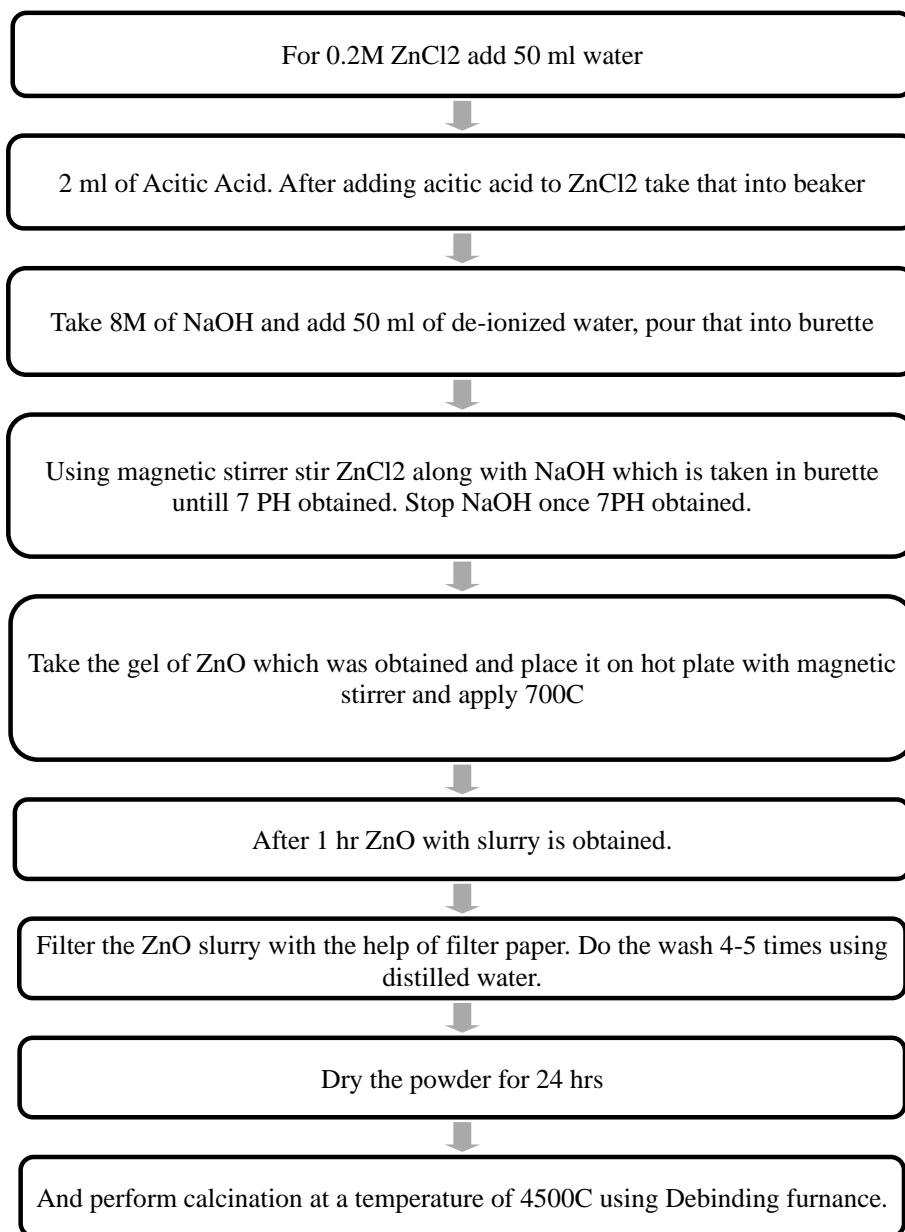 For 0.2M ZnCl2 add 50 ml water
2 ml of Acitic Acid. After adding acitic acid to ZnCl2 take that into beaker
Take 8M of NaOH and add 50 ml of de-ionized water, pour that into burette
Using magnetic stirrer stir ZnCl2 along with NaOH which is taken in burette
untill 7 PH obtained. Stop NaOH once 7PH obtained.
Take the gel of ZnO which was obtained and place it on hot plate with magnetic
stirrer and apply 700C
After 1 hr ZnO with slurry is obtained.
Filter the ZnO slurry with the help of filter paper. Do the wash 4-5 times using
distilled water.
Dry the powder for 24 hrs
And perform calcination at a temperature of 4500C using Debinding furnance.